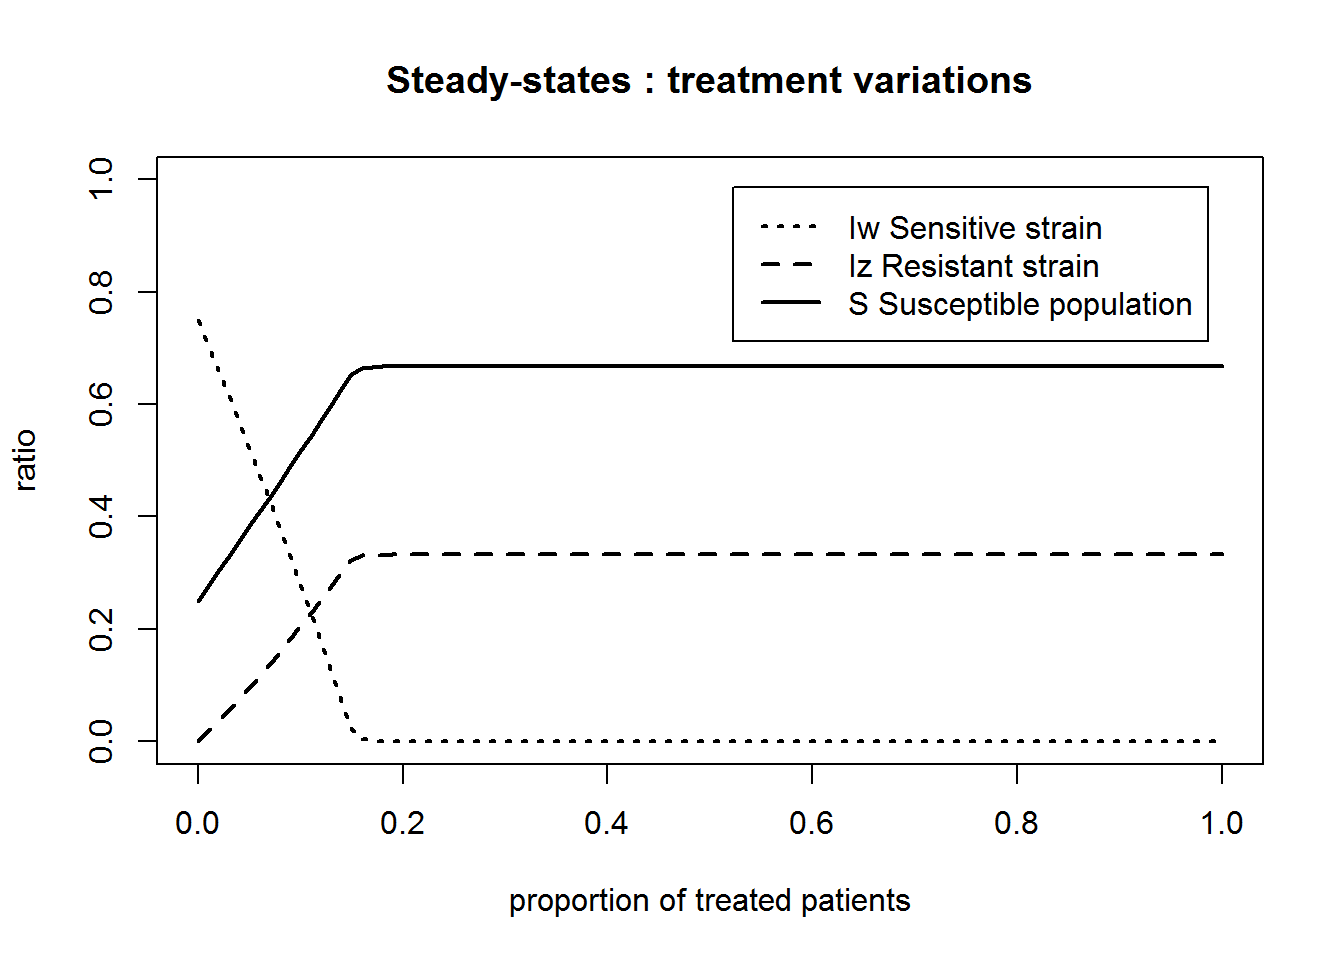 Steady-states : treatment variations
1.0
0.8
0.6
0.4
0.2
0.0
ratio
Iw Sensitive strain
Iz Resistant strain
S Susceptible population
0.0 0.2 0.4 0.6 0.8 1.0
proportion of treated patients